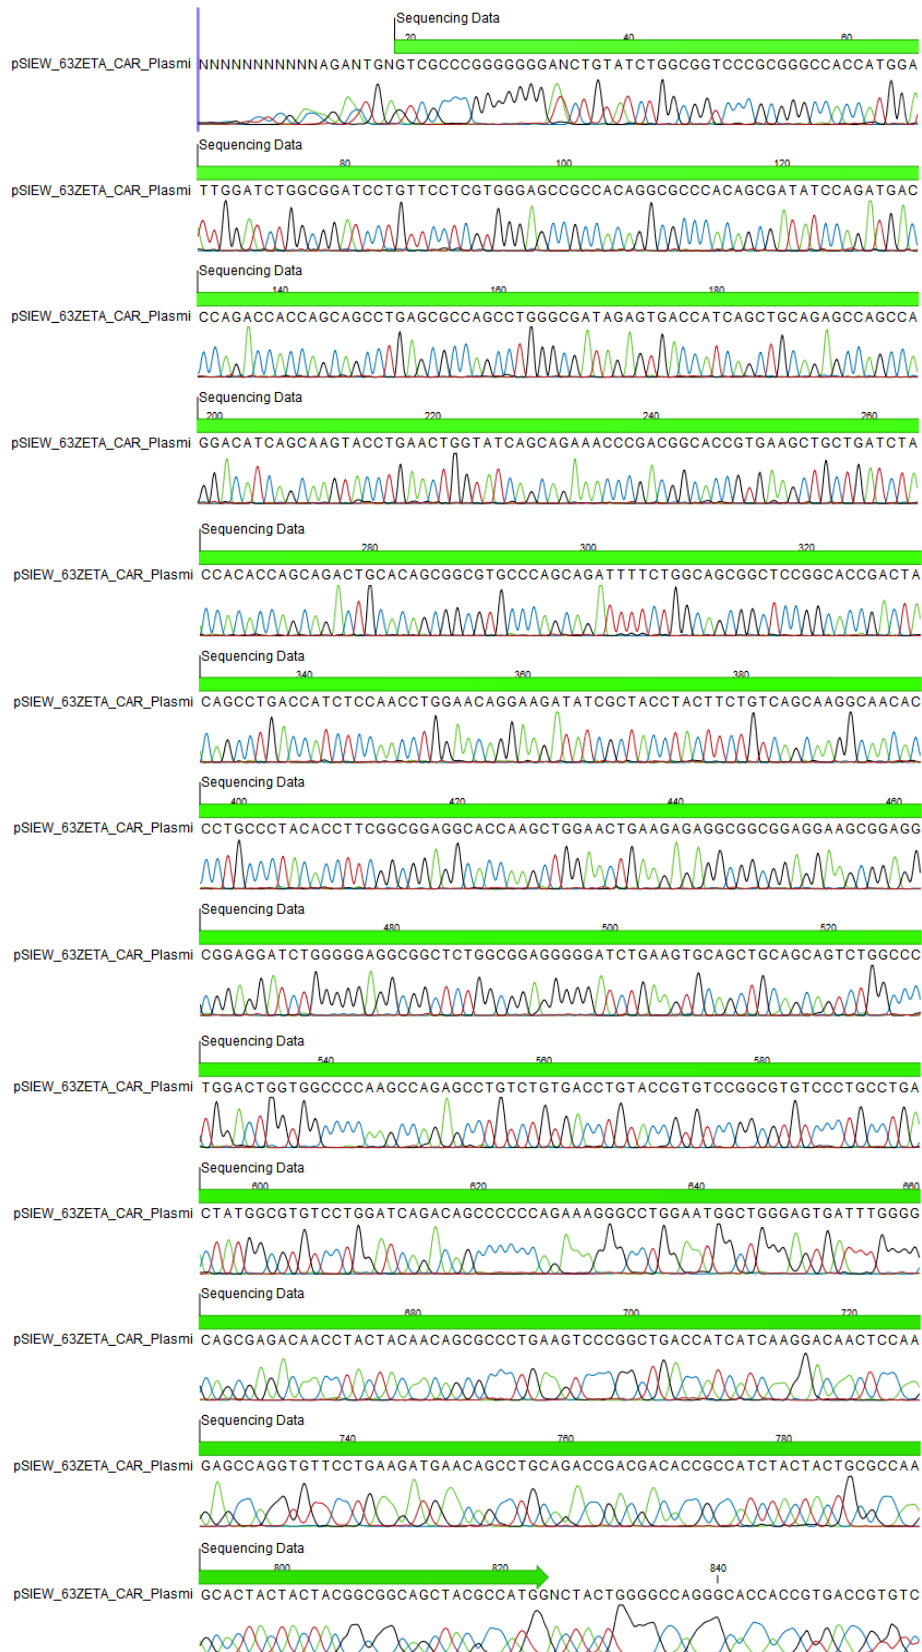 Sequencing Data
20 40 60
pSIEW_63ZETA_CAR_Plasmi NNNNNNNNNNNAGANTGNGTCGCCCGGGGGGGANCTGTATCTGGCGGTCCCGCGGGCCACCATGGA
Sequencing Data
80 100 120
pSIEW_63ZETA_CAR_Plasmi TTGGATCTGGCGGATCCTGTTCCTCGTGGGAGCCGCCACAGGCGCCCACAGCGATATCCAGATGAC
Sequencing Data
140 160 180
pSIEW_63ZETA_CAR_Plasmi CCAGACCACCAGCAGCCTGAGCGCCAGCCTGGGCGATAGAGTGACCATCAGCTGCAGAGCCAGCCA
Sequencing Data
200 220 240 260
pSIEW_63ZETA_CAR_Plasmi GGACATCAGCAAGTACCTGAACTGGTATCAGCAGAAACCCGACGGCACCGTGAAGCTGCTGATCTA
Sequencing Data
280 300 320
pSIEW_63ZETA_CAR_Plasmi CCACACCAGCAGACTGCACAGCGGCGTGCCCAGCAGATTTTCTGGCAGCGGCTCCGGCACCGACTA
Sequencing Data
340 360 380
pSIEW_63ZETA_CAR_Plasmi CAGCCTGACCATCTCCAACCTGGAACAGGAAGATATCGCTACCTACTTCTGTCAGCAAGGCAACAC
Sequencing Data
400 420 440 460
pSIEW_63ZETA_CAR_Plasmi CCTGCCCTACACCTTCGGCGGAGGCACCAAGCTGGAACTGAAGAGAGGCGGCGGAGGAAGCGGAGG
Sequencing Data
480 500 520
pSIEW_63ZETA_CAR_Plasmi CGGAGGATCTGGGGGAGGCGGCTCTGGCGGAGGGGGATCTGAAGTGCAGCTGCAGCAGTCTGGCCC
Sequencing Data
540 560 580
pSIEW_63ZETA_CAR_Plasmi TGGACTGGTGGCCCCAAGCCAGAGCCTGTCTGTGACCTGTACCGTGTCCGGCGTGTCCCTGCCTGA
Sequencing Data
600 620 640 660
pSIEW_63ZETA_CAR_Plasmi CTATGGCGTGTCCTGGATCAGACAGCCCCCCAGAAAGGGCCTGGAATGGCTGGGAGTGATTTGGGG
Sequencing Data
680 700 720
pSIEW_63ZETA_CAR_Plasmi CAGCGAGACAACCTACTACAACAGCGCCCTGAAGTCCCGGCTGACCATCATCAAGGACAACTCCAA
Sequencing Data
740 760 780
pSIEW_63ZETA_CAR_Plasmi GAGCCAGGTGTTCCTGAAGATGAACAGCCTGCAGACCGACGACACCGCCATCTACTACTGCGCCAA
Sequencing Data
800 820 840
pSIEW_63ZETA_CAR_Plasmi GCACTACTACTACGGCGGCAGCTACGCCATGGNCTACTGGGGCCAGGGCACCACCGTGACCGTGTC